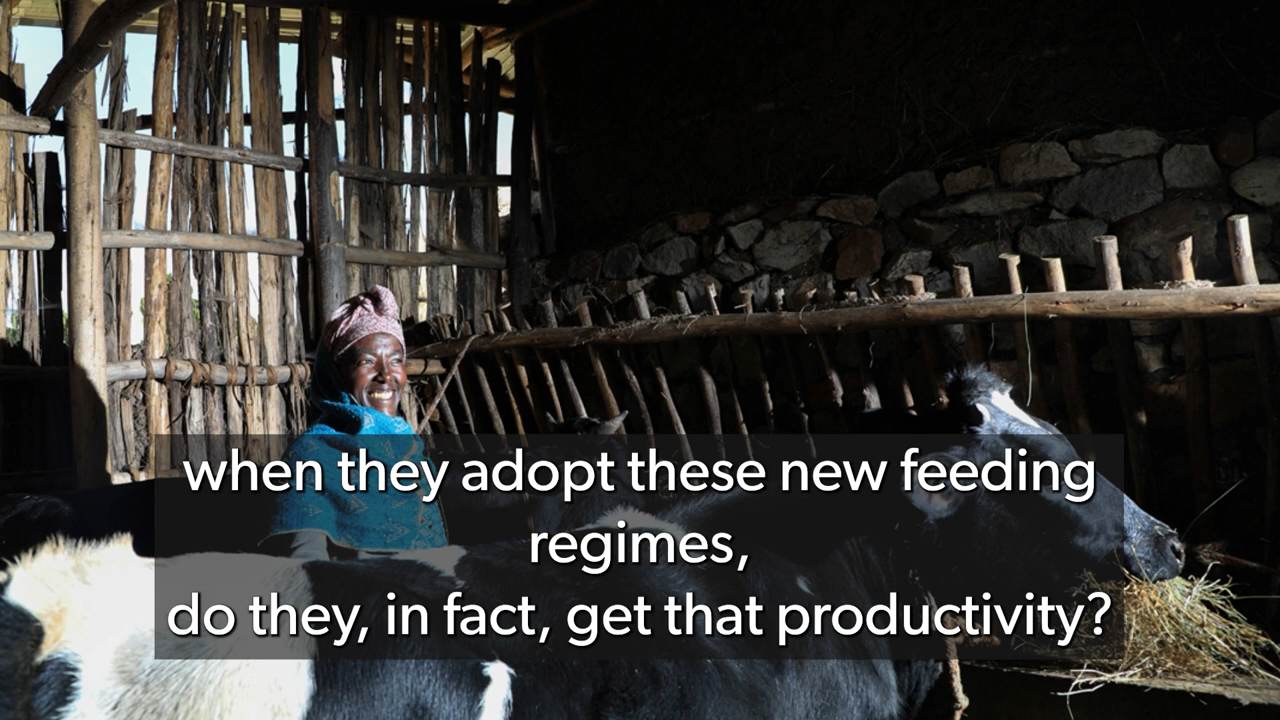 when they adopt these new feeding
regimes,
do they, in fact, get that productivity?